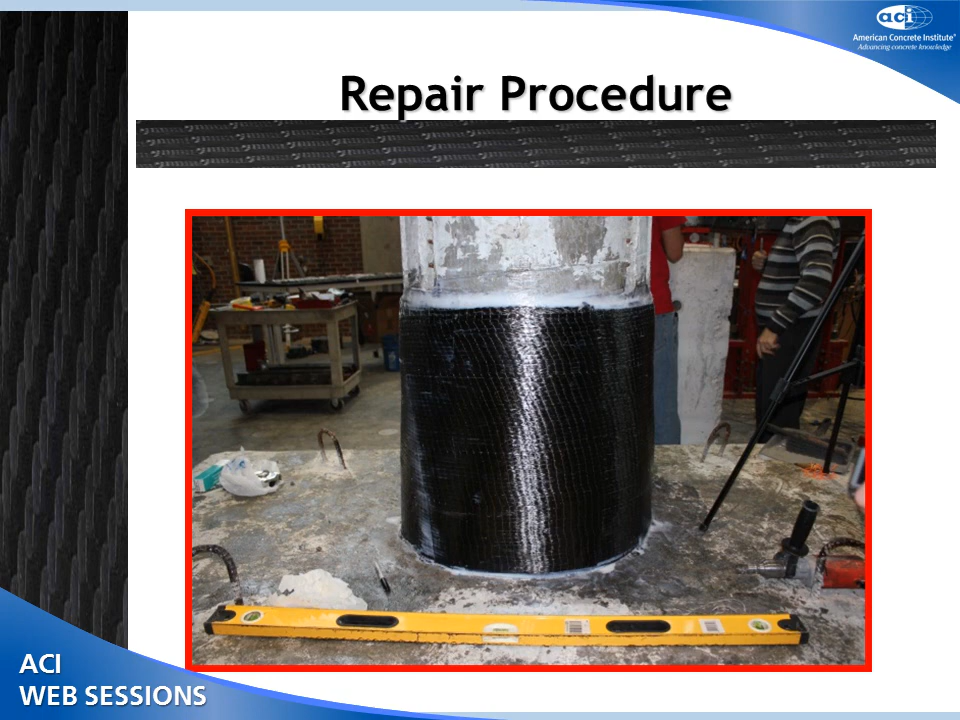 aci
American Concrete Institute®
Advancing concrete knowledge
Repair Procedure
ACI
WEB SESSIONS